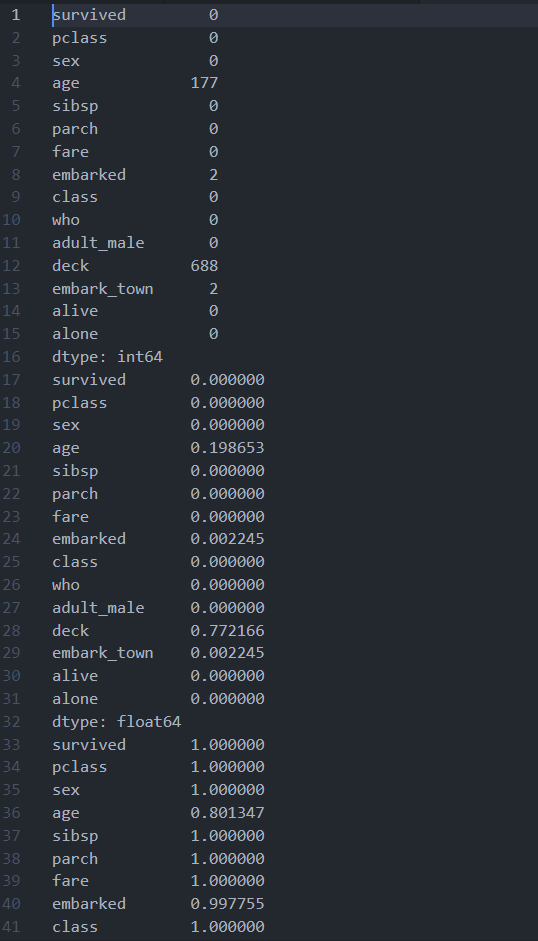 1 survived 0
2 pclass 0
3 sex 0
4 age 177
5 sibsp 0
6 parch 0
7 fare 0
8 embarked 2
9 class 0
10 who 0
11 adult_male 0
12 deck 688
13 embark_town 2
14 alive 0
15 alone 0
16 dtype: int64
17 survived 0.000000
18 pclass 0.000000
19 sex 0.000000
20 age 0.198653
21 sibsp 0.000000
22 parch 0.000000
23 fare 0.000000
24 embarked 0.002245
25 class 0.000000
26 who 0.000000
27 adult_male 0.000000
28 deck 0.772166
29 embark_town 0.002245
30 alive 0.000000
31 alone 0.000000
32 dtype: float64
33 survived 1.000000
34 pclass 1.000000
35 sex 1.000000
36 age 0.801347
37 sibsp 1.000000
38 parch 1.000000
39 fare 1.000000
40 embarked 0.997755
41 class 1.000000